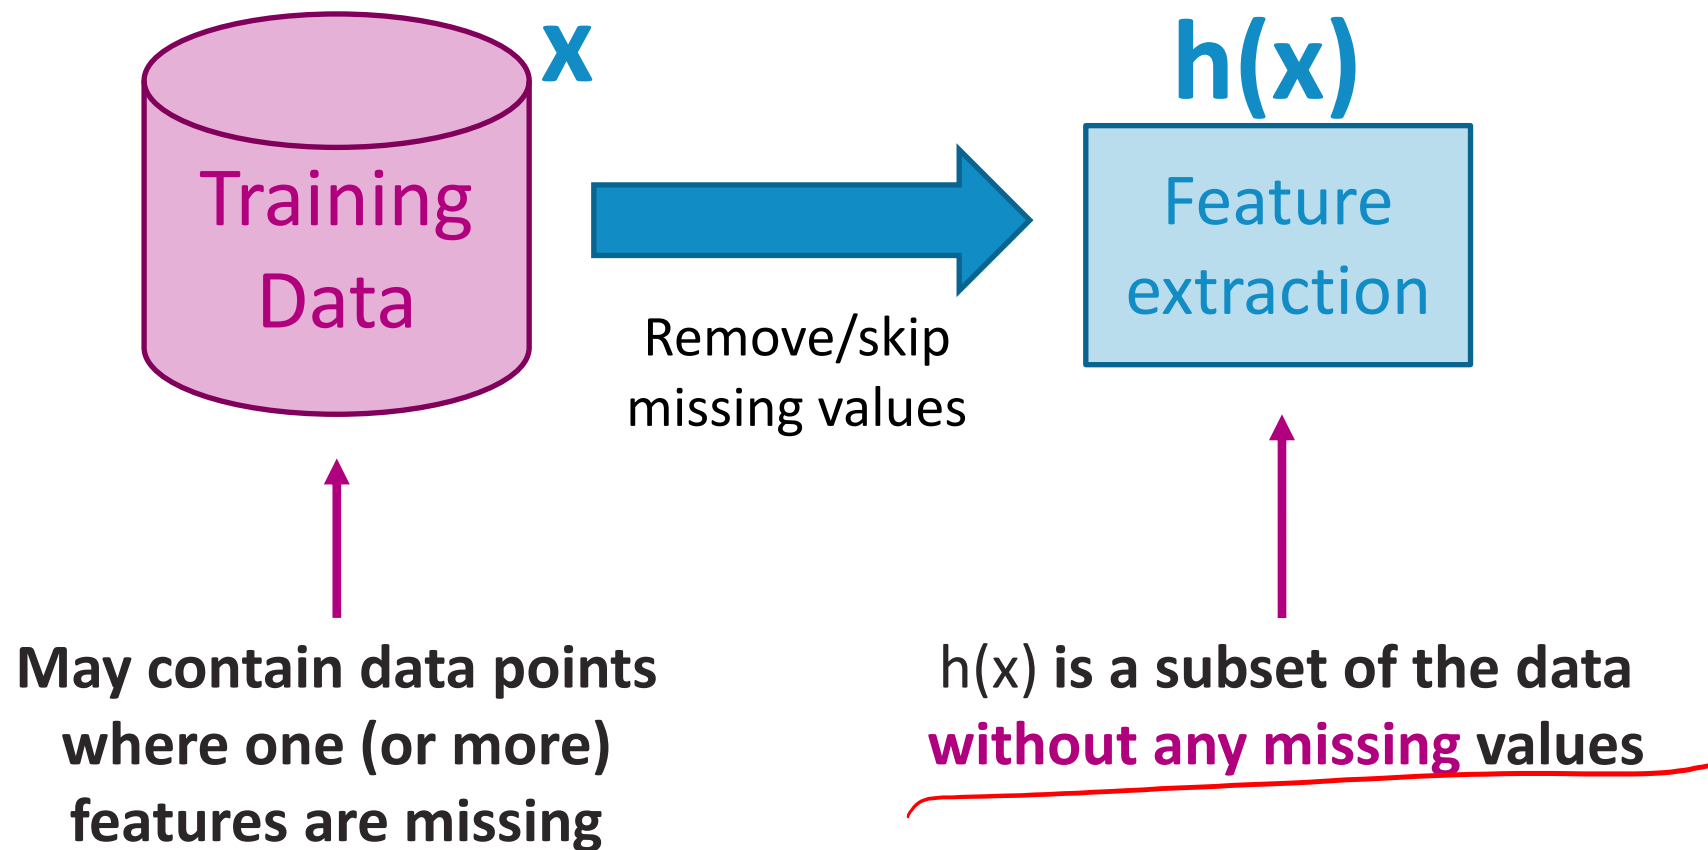 x
Training
Data
Remove/skip
missing values
h(x)
Feature
extraction
May contain data points
where one (or more)
features are missing
h(x) is a subset of the data
without any missing values